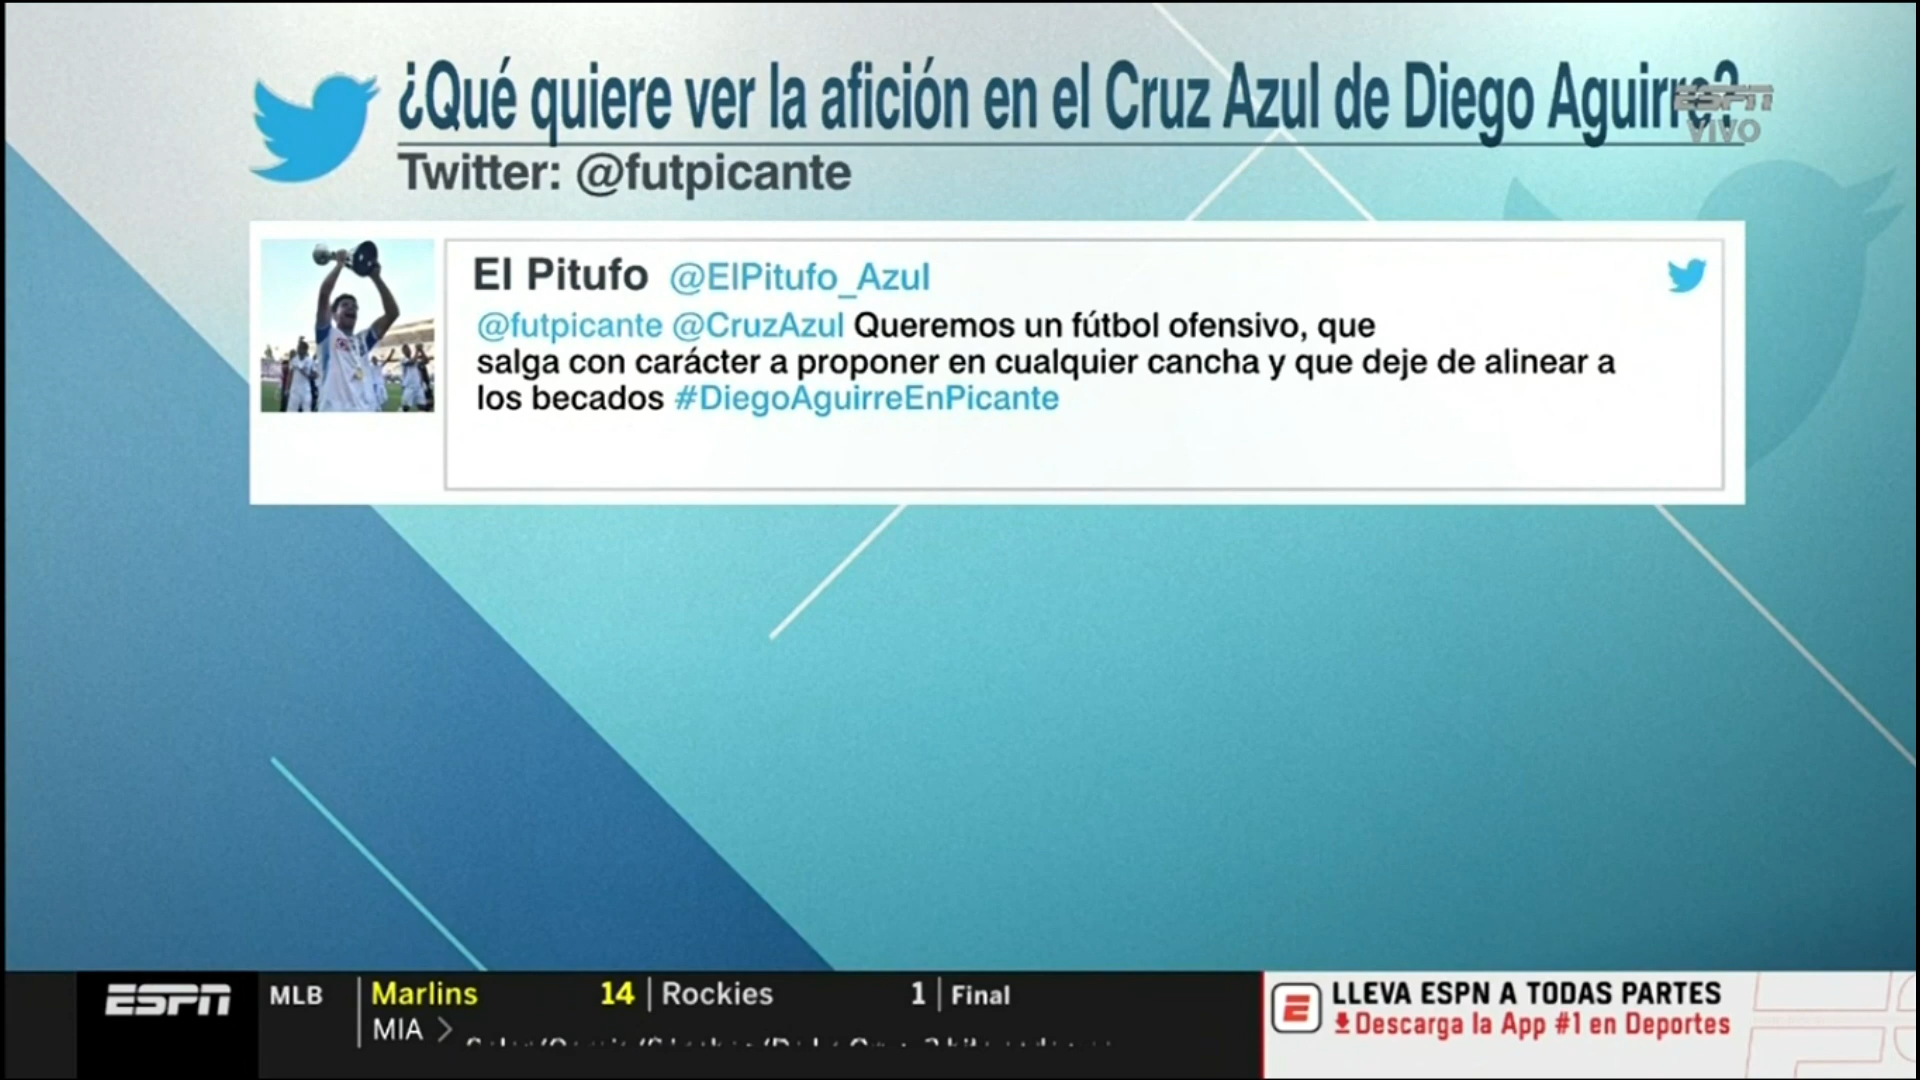 ¿Qué quiere ver la afición en el Cruz Azul de Diego Aguirre?
ESPN
VIVO
Twitter: @futpicante
El Pitufo @ElPitufo_Azul
@futpicante @CruzAzul Queremos un fútbol ofensivo, que
salga con carácter a proponer en cualquier cancha y que deje de alinear a
los becados #DiegoAguirreEnPicante
ESPN MLB Marlins 14 Rockies 1 Final
MIA >
LLEVA ESPN A TODAS PARTES
Descarga la App #1 en Deportes